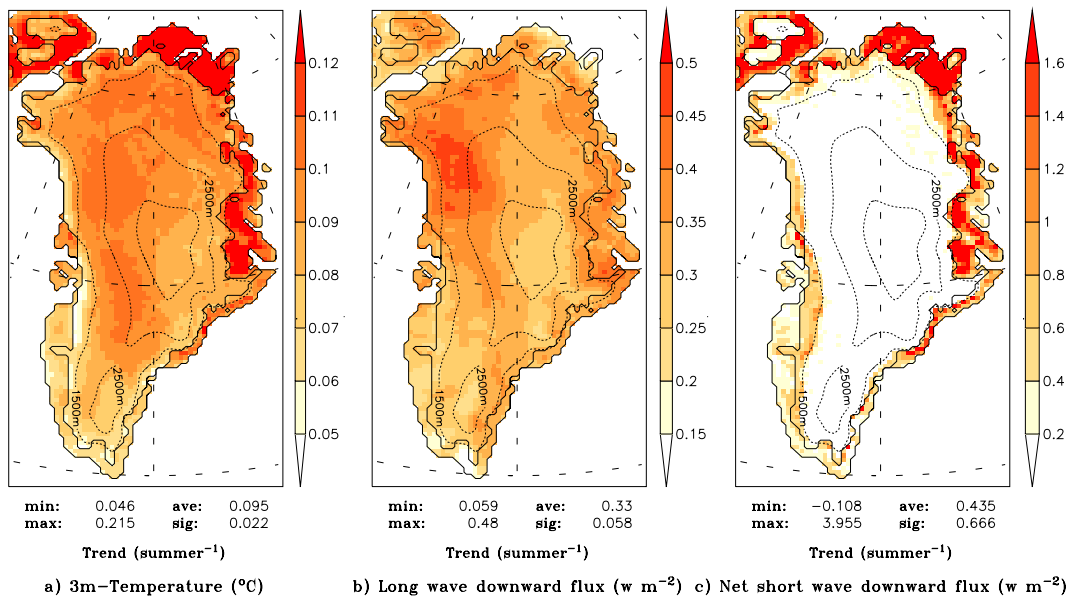 0.12
0.11
0.1
0.09
0.08
0.07
0.06
0.05
2500m
2500m
1500m
0.5
0.45
0.4
0.35
0.3
0.25
0.2
0.15
2500m
2500m
1500m
1.6
1.4
1.2
1
0.8
0.6
0.4
0.2
2500m
2500m
1500m
min: 0.046 ave: 0.095
max: 0.215 sig: 0.022
Trend (summer⁻¹)
a) 3m−Temperature (°C)
min: 0.059 ave: 0.33
max: 0.48 sig: 0.058
Trend (summer⁻¹)
b) Long wave downward flux (w m⁻²)
min: −0.108 ave: 0.435
max: 3.955 sig: 0.666
Trend (summer⁻¹)
c) Net short wave downward flux (w m⁻²)